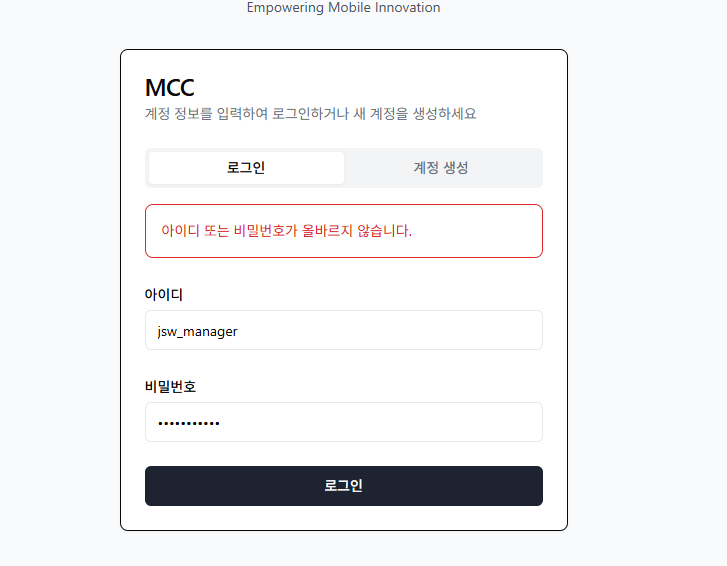 Empowering Mobile Innovation
MCC
계정 정보를 입력하여 로그인하거나 새 계정을 생성하세요
로그인 계정 생성
아이디 또는 비밀번호가 올바르지 않습니다.
아이디
jsw_manager
비밀번호
•••••••••••
로그인